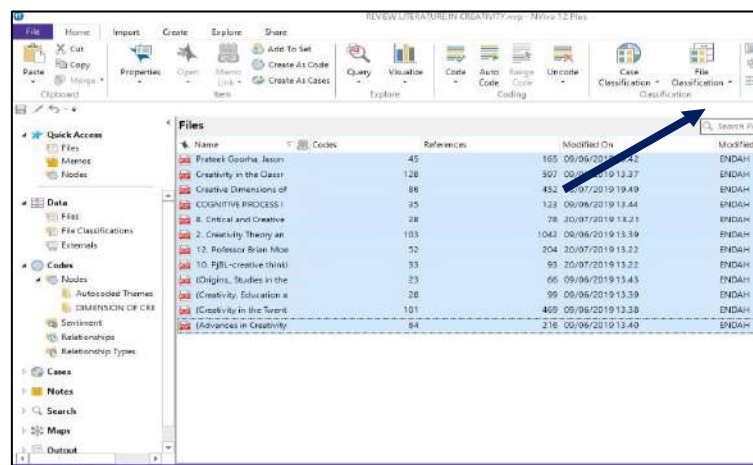 REVIEW LITERATURE IN CREATIVITY.nvp - NVivo 12 Plus
File Home Import Create Explore Share
Cut
Copy
Merge
Paste
Clipboard
Properties
Open
Memo Link
Add To Set
Create As Code
Create As Cases
Item
Query
Visualize
Explore
Code
Auto Code
Range Code
Uncode
Coding
Case Classification
File Classification
Classification
Quick Access
Files
Memos
Nodes
Data
Files
File Classifications
Externals
Codes
Nodes
Autocoded Themes
DIMENSION OF CRE
Sentiment
Relationships
Relationship Types
Cases
Notes
Search
Maps
Output
Files
Name Codes References Modified On Modified
Prateek Goorha, Jason 45 165 09/06/2019
Creativity in the Classr 128 09/06/2019 13.37 ENDAH
Creative Dimensions of 86 452 20/07/2019 19.49 ENDAH
COGNITIVE PROCESS I 35 123 09/06/2019 13.44 ENDAH
8. Critical and Creative 28 78 20/07/2019 13.21 ENDAH
2. Creativity Theory an 103 1042 09/06/2019 13.39 ENDAH
12. Pofessor Brian Moe 52 204 20/07/2019 13.22 ENDAH
10. PjBL-creative thinki 33 93 20/07/2019 13.22 ENDAH
(Origins, Studies in the 23 66 09/06/2019 13.43 ENDAH
(Creativity, Education a 28 99 09/06/2019 13.39 ENDAH
(Creativity in the Twent 101 469 09/06/2019 13.38 ENDAH
(Advances in Creativity 64 216 09/06/2019 13.40 ENDAH